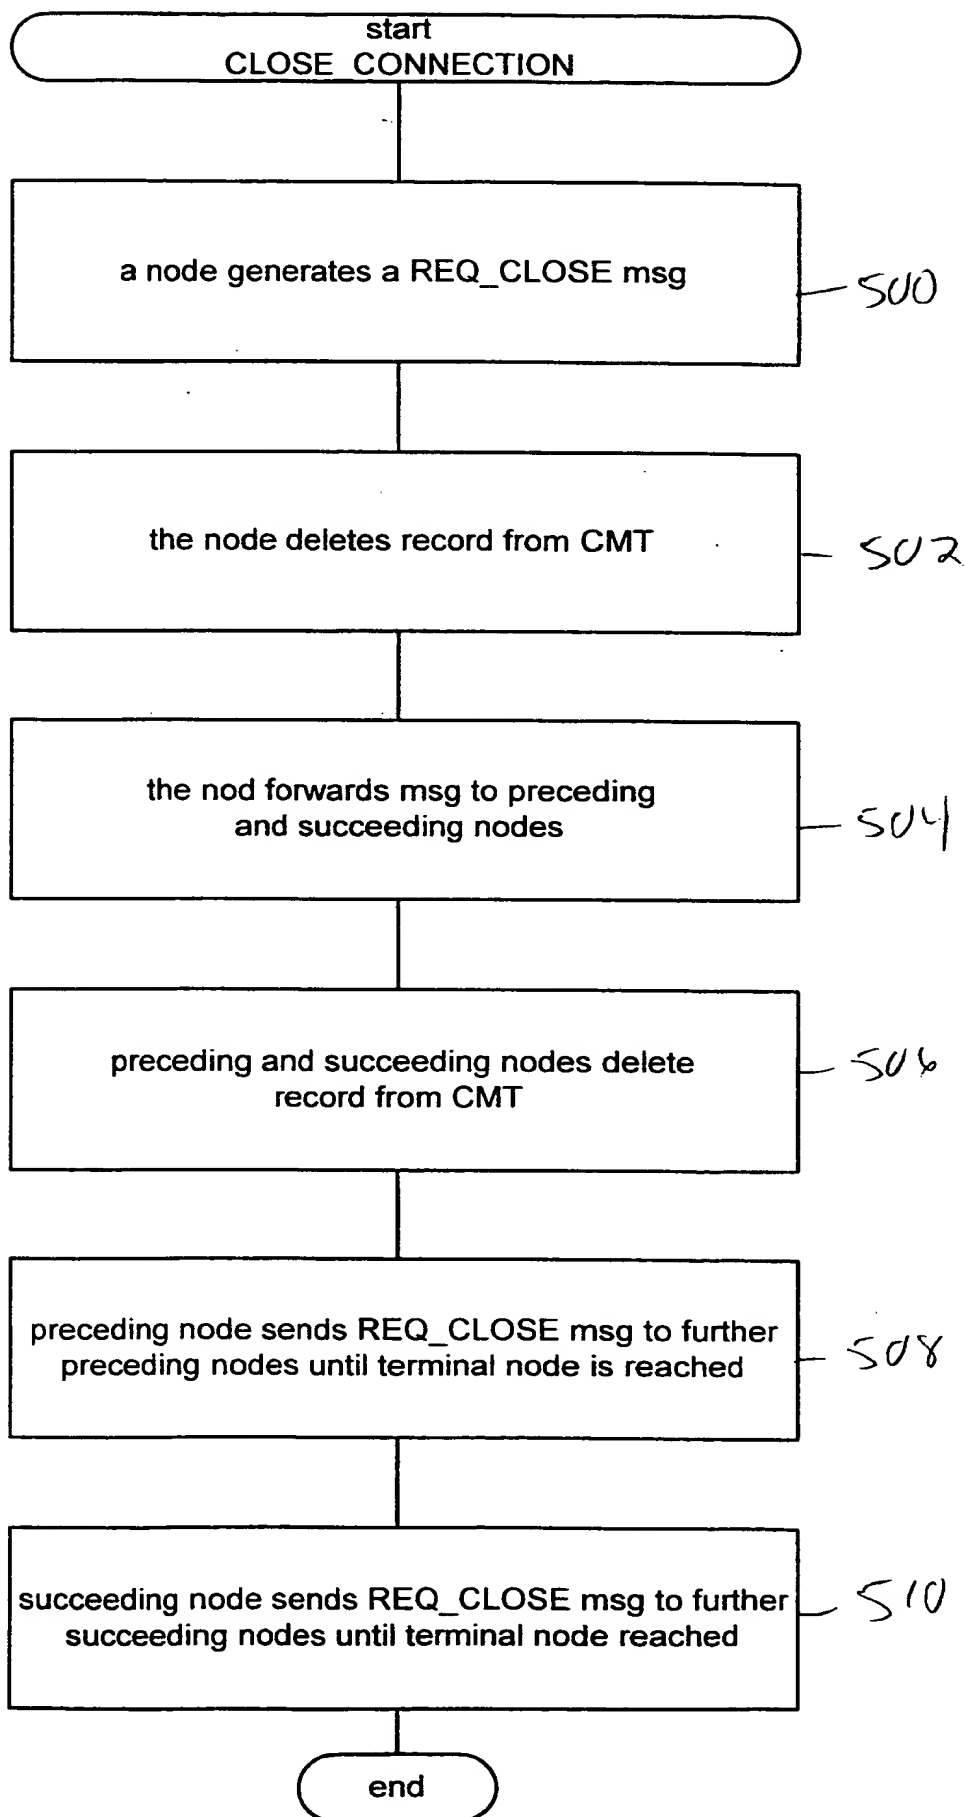 start
CLOSE_CONNECTION
a node generates a REQ_CLOSE msg
500
the node deletes record from CMT
502
the nod forwards msg to preceding
and succeeding nodes
504
preceding and succeeding nodes delete
record from CMT
506
preceding node sends REQ_CLOSE msg to further
preceding nodes until terminal node is reached
508
succeeding node sends REQ_CLOSE msg to further
succeeding nodes until terminal node reached
510
end